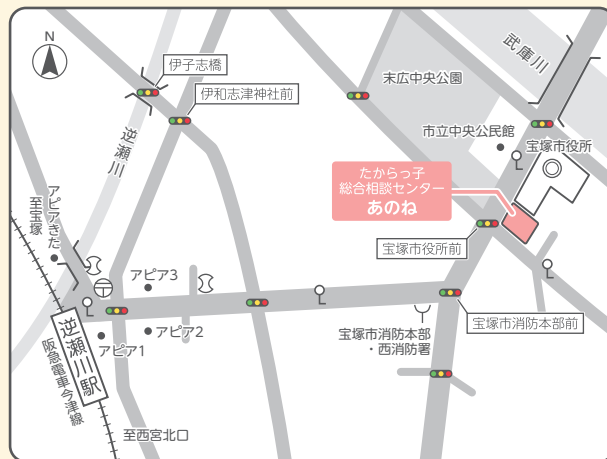 N
伊子志橋
伊和志津神社前
武庫川
末広中央公園
市立中央公民館
宝塚市役所
たからっ子
総合相談センター
あのね
逆瀬川
至宝塚
アピアきた
宝塚市役所前
アピア3
宝塚市消防本部前
アピア2
アピア1
宝塚市消防本部
・西消防署
逆瀬川駅
阪急電車今津線
至西宮北口